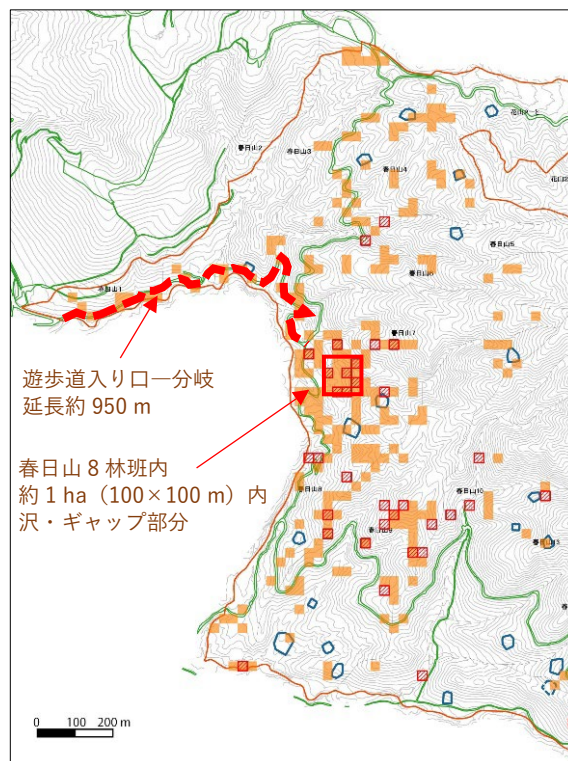 花山2-1
春日山2
春日山3
春日山4
春日山5
春日山6
春日山7
遊歩道入り口―分岐
延長約 950 m
春日山 8 林班内
約 1 ha（100×100 m）内
沢・ギャップ部分
春日山8
春日山10
春日山9
0 100 200 m